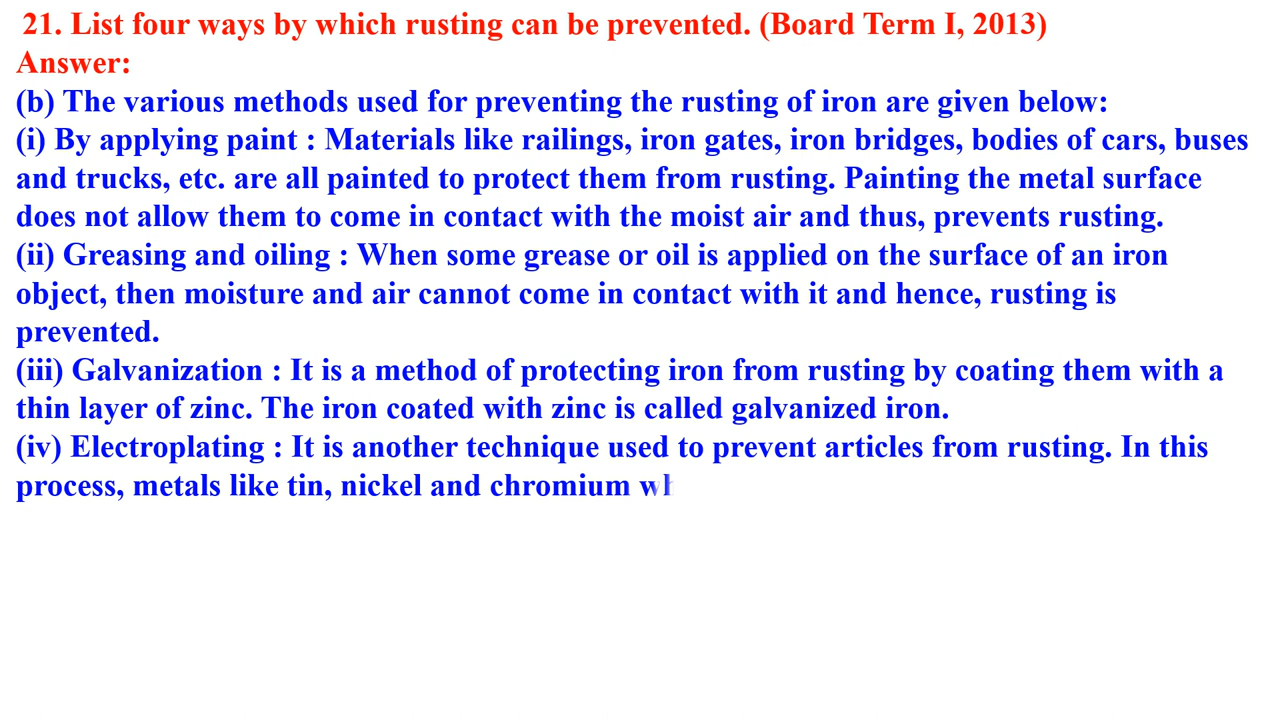 21. List four ways by which rusting can be prevented. (Board Term I, 2013)
Answer:
(b) The various methods used for preventing the rusting of iron are given below:
(i) By applying paint : Materials like railings, iron gates, iron bridges, bodies of cars, buses
and trucks, etc. are all painted to protect them from rusting. Painting the metal surface
does not allow them to come in contact with the moist air and thus, prevents rusting.
(ii) Greasing and oiling : When some grease or oil is applied on the surface of an iron
object, then moisture and air cannot come in contact with it and hence, rusting is
prevented.
(iii) Galvanization : It is a method of protecting iron from rusting by coating them with a
thin layer of zinc. The iron coated with zinc is called galvanized iron.
(iv) Electroplating : It is another technique used to prevent articles from rusting. In this
process, metals like tin, nickel and chromium